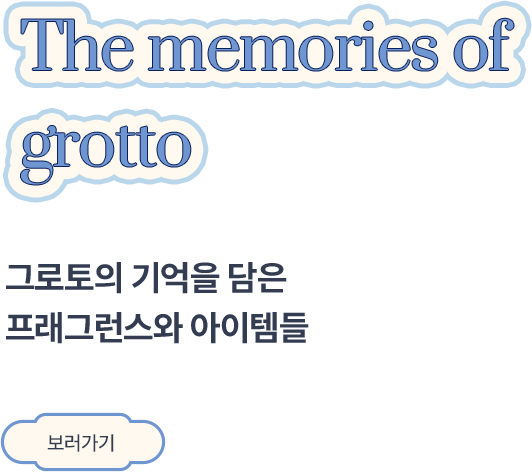 The memories of
grotto
그로토의 기억을 담은
프래그런스와 아이템들
보러가기